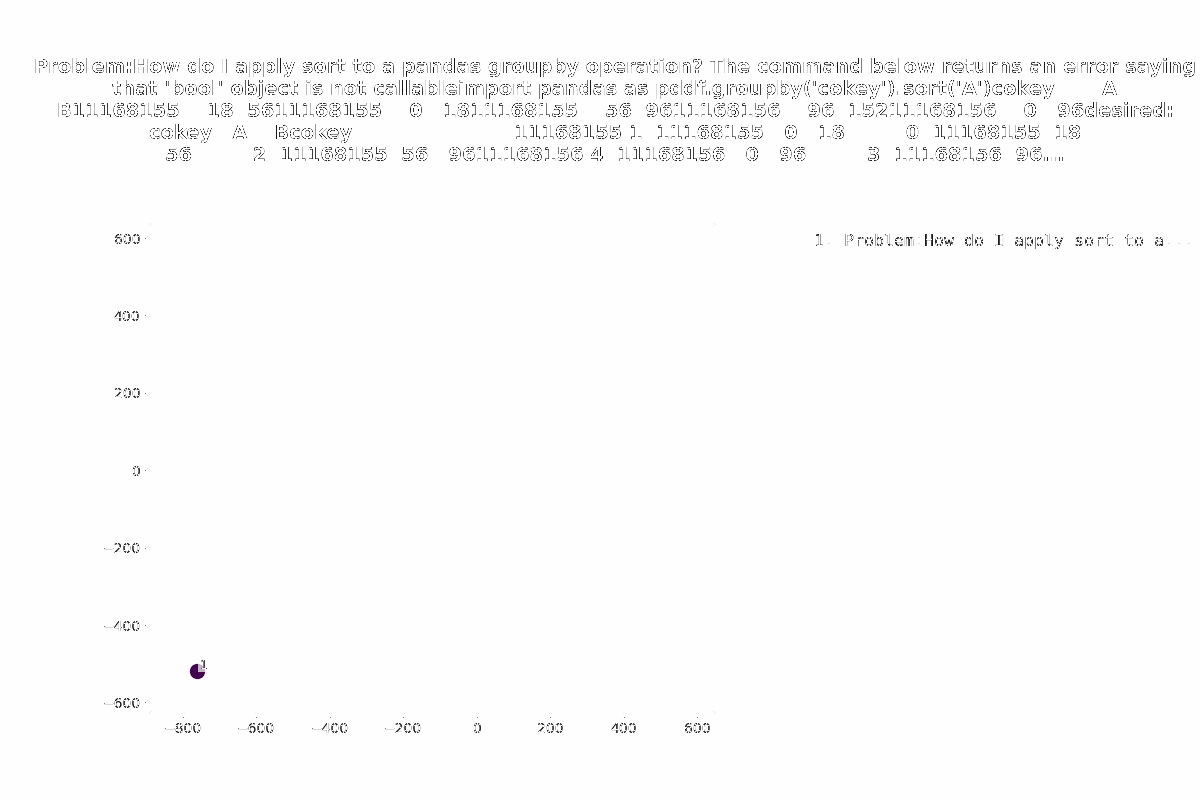 Problem:How do I apply sort to a pandas groupby operation? The command below returns an error saying
that 'bool' object is not callableimport pandas as pddf.groupby('cokey').sort('A')cokey A
B11168155 18 5611168155 0 1811168155 56 9611168156 96 15211168156 0 96desired:
cokey A Bcokey 11168155 1 11168155 0 18 0 11168155 18
56 2 11168155 56 9611168156 4 11168156 0 96 3 11168156 96...
1. Problem:How do I apply sort to a...
600
400
200
0
−200
−400
1
−600
−800 −600 −400 −200 0 200 400 600